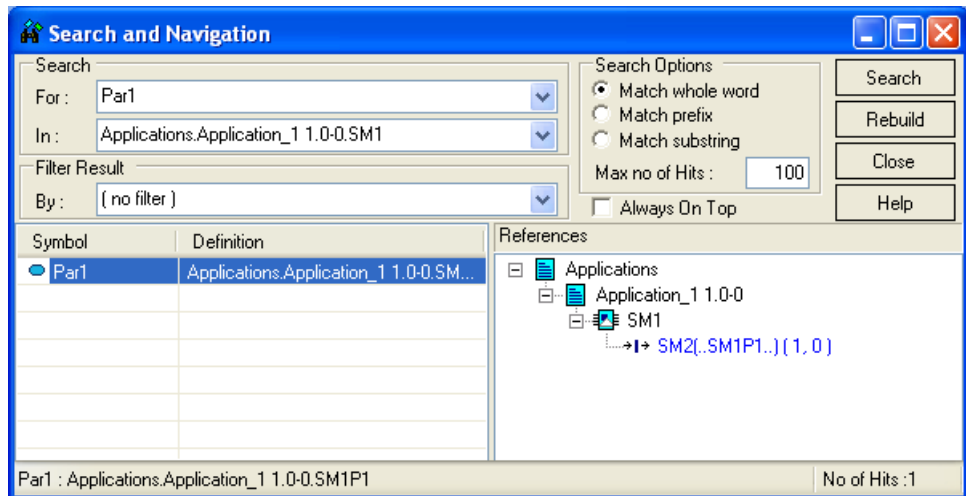 Search and Navigation
Search
For :
Par1
In :
Applications.Application_1 1.0-0.SM1
Filter Result
By :
( no filter )
Search Options
Match whole word
Match prefix
Match substring
Max no of Hits :
100
Always On Top
Search
Rebuild
Close
Help
Symbol
Definition
Par1
Applications.Application_1 1.0-0.SM...
References
Applications
Application_1 1.0-0
SM1
SM2(..SM1P1..) ( 1, 0 )
Par1 : Applications.Application_1 1.0-0.SM1P1
No of Hits :1